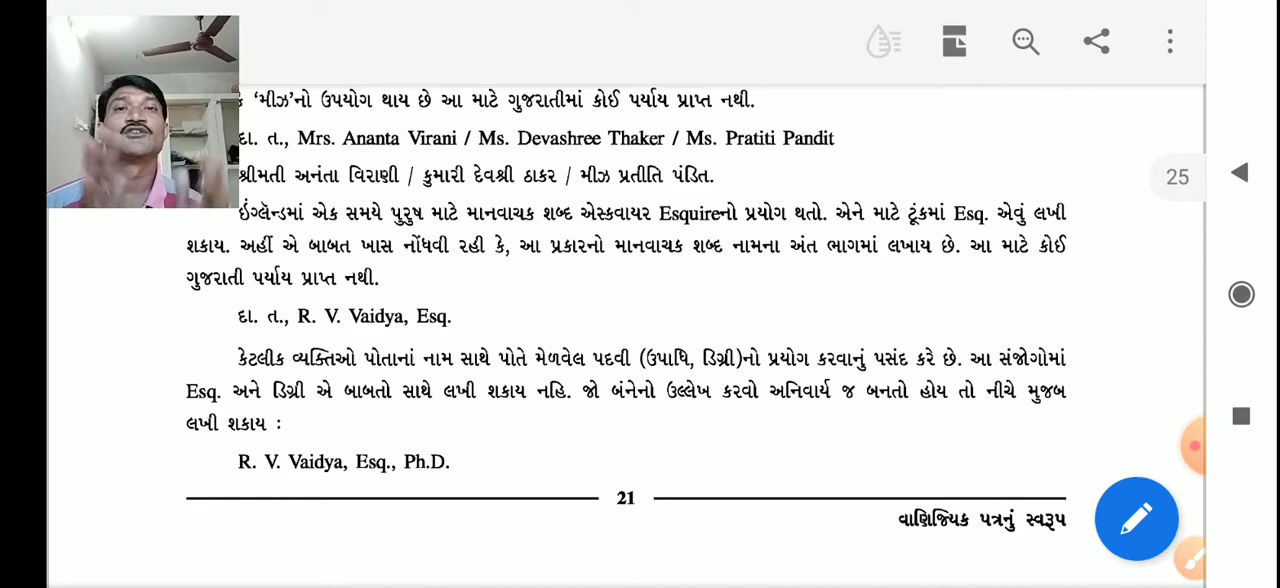 'મીઝ'નો ઉપયોગ થાય છે આ માટે ગુજરાતીમાં કોઈ પર્યાય પ્રાપ્ત નથી.
દા. ત., Mrs. Ananta Virani / Ms. Devashree Thaker / Ms. Pratiti Pandit
શ્રીમતી અનંતા વિરાણી / કુમારી દેવશ્રી ઠાકર / મીઝ પ્રતીતિ પંડિત.
25
ઈંગ્લૅન્ડમાં એક સમયે પુરુષ માટે માનવાચક શબ્દ એસ્કવાયર Esquireનો પ્રયોગ થતો. એને માટે ટૂંકમાં Esq. એવું લખી
શકાય. અહીં એ બાબત ખાસ નોંધવી રહી કે, આ પ્રકારનો માનવાચક શબ્દ નામના અંત ભાગમાં લખાય છે. આ માટે કોઈ
ગુજરાતી પર્યાય પ્રાપ્ત નથી.
દા. ત., R. V. Vaidya, Esq.
કેટલીક વ્યક્તિઓ પોતાનાં નામ સાથે પોતે મેળવેલ પદવી (ઉપાધિ, ડિગ્રી)નો પ્રયોગ કરવાનું પસંદ કરે છે. આ સંજોગોમાં
Esq. અને ડિગ્રી એ બાબતો સાથે લખી શકાય નહિ. જો બંનેનો ઉલ્લેખ કરવો અનિવાર્ય જ બનતો હોય તો નીચે મુજબ
લખી શકાય :
R. V. Vaidya, Esq., Ph.D.
21
વાણિજ્યિક પત્રનું સ્વરૂપ